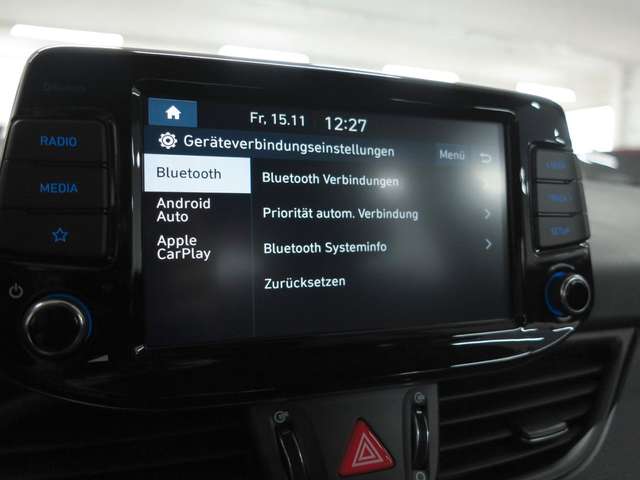 Fr, 15.11 12:27
Geräteverbindungseinstellungen
Menü
RADIO
MEDIA
Bluetooth
Android
Auto
Apple
CarPlay
Bluetooth Verbindungen
Priorität autom. Verbindung
Bluetooth Systeminfo
Zurücksetzen
SETUP